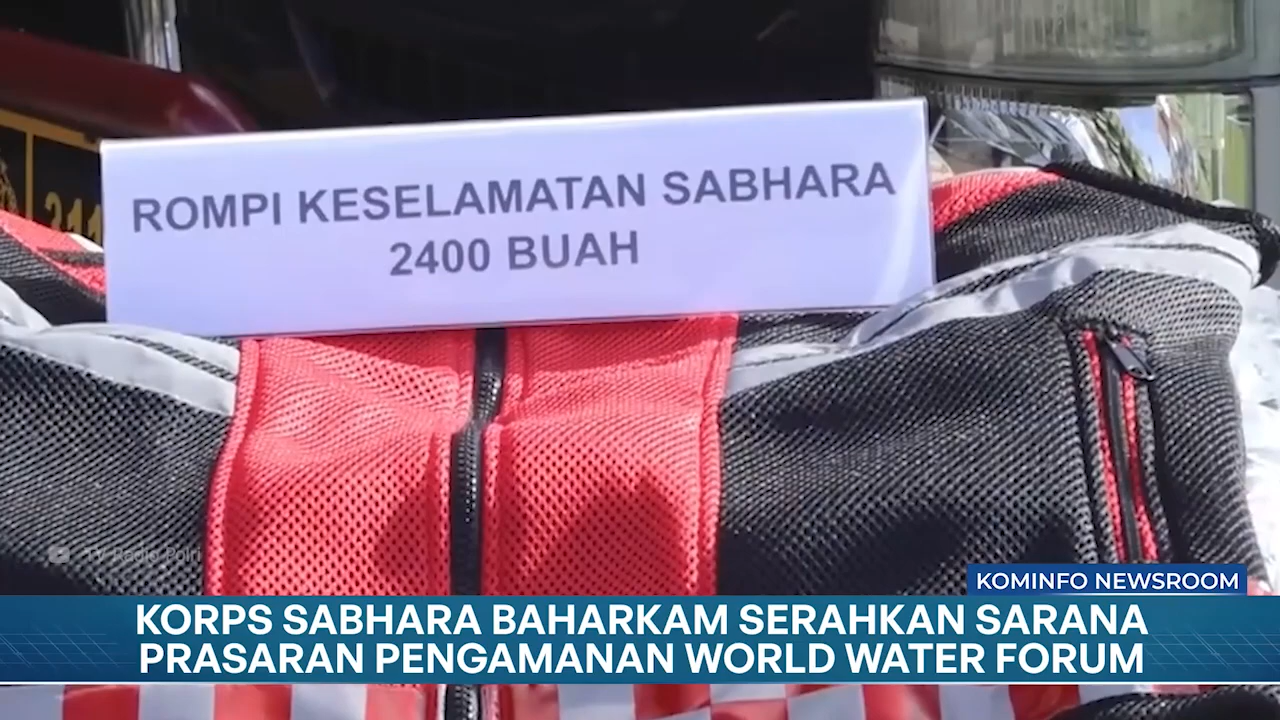 ROMPI KESELAMATAN SABHARA
2400 BUAH
211
TV Radio Polri
KOMINFO NEWSROOM
KORPS SABHARA BAHARKAM SERAHKAN SARANA
PRASARAN PENGAMANAN WORLD WATER FORUM